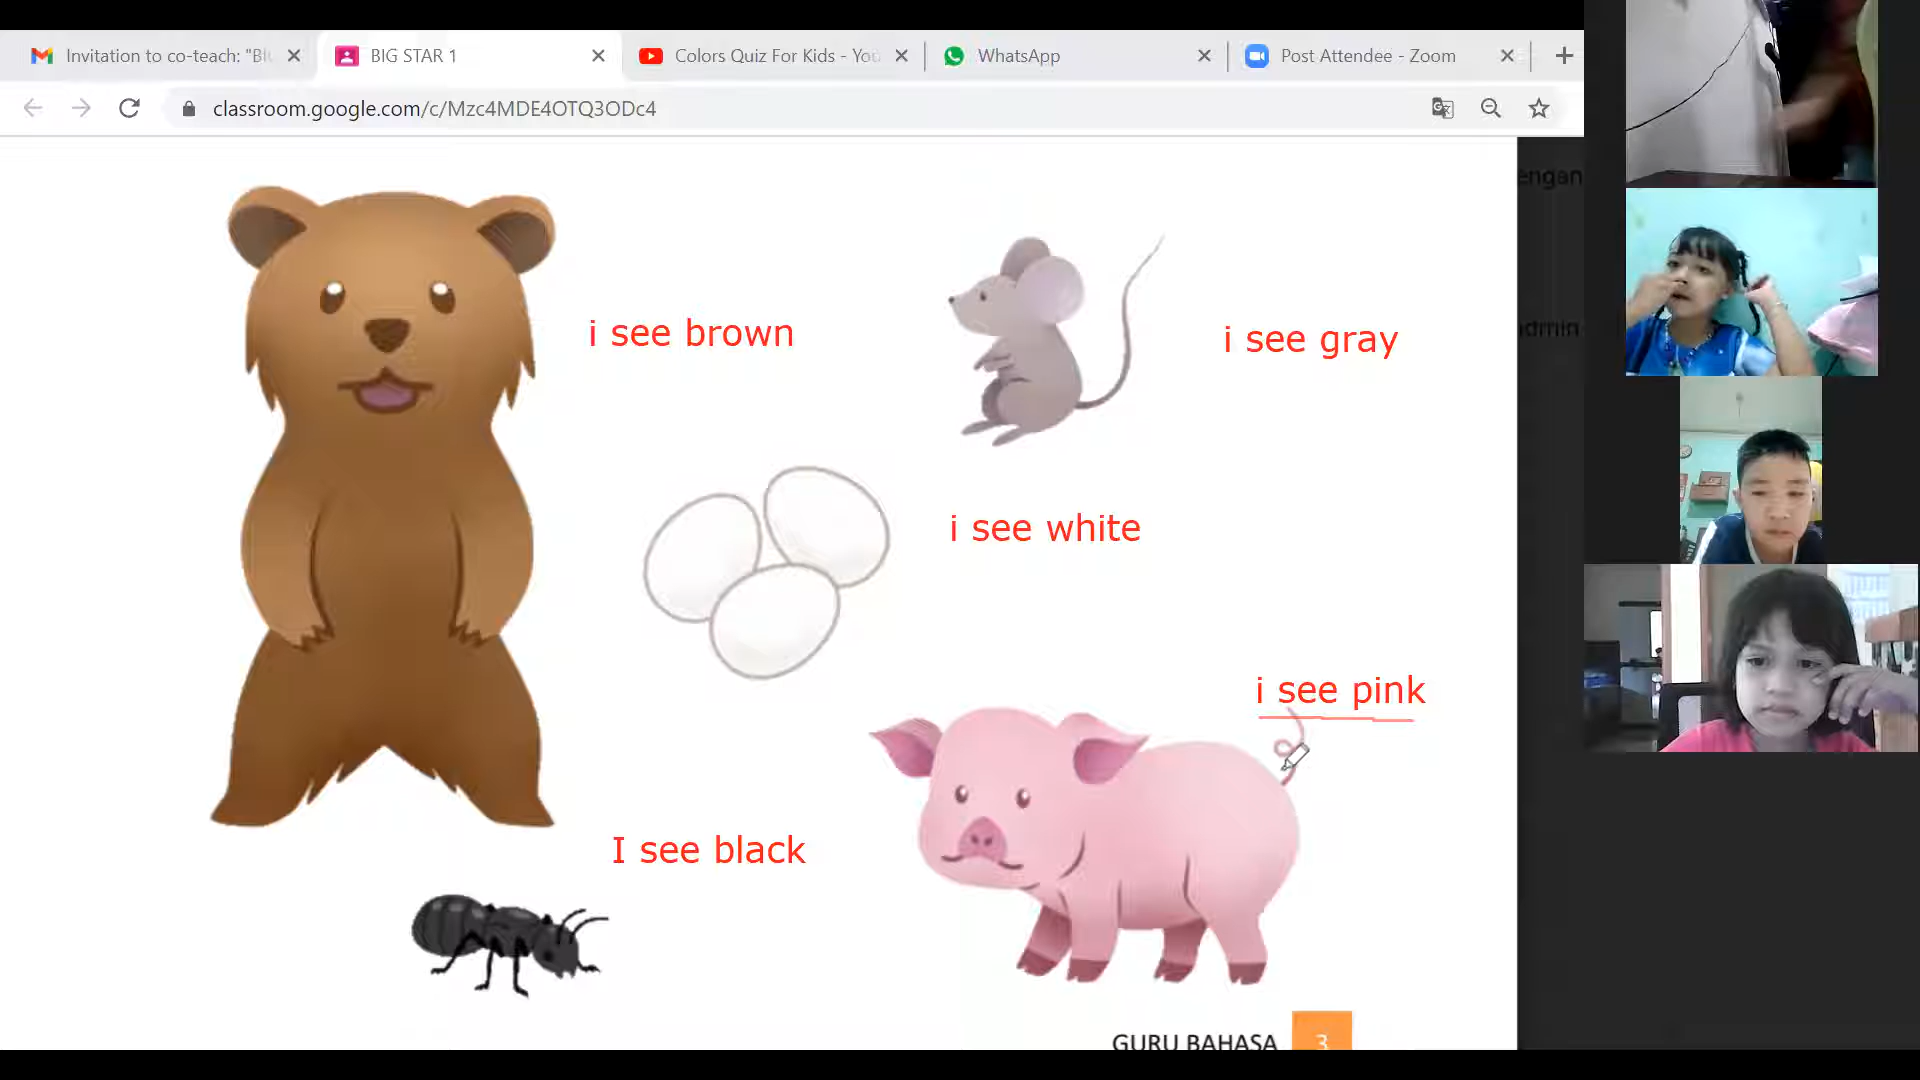 Invitation to co-teach: "Blu
BIG STAR 1
Colors Quiz For Kids - You
WhatsApp
Post Attendee - Zoom
classroom.google.com/c/Mzc4MDE4OTQ3ODc4
engan
i see brown
i see gray
dmin
i see white
i see pink
I see black
GURU BAHASA 3